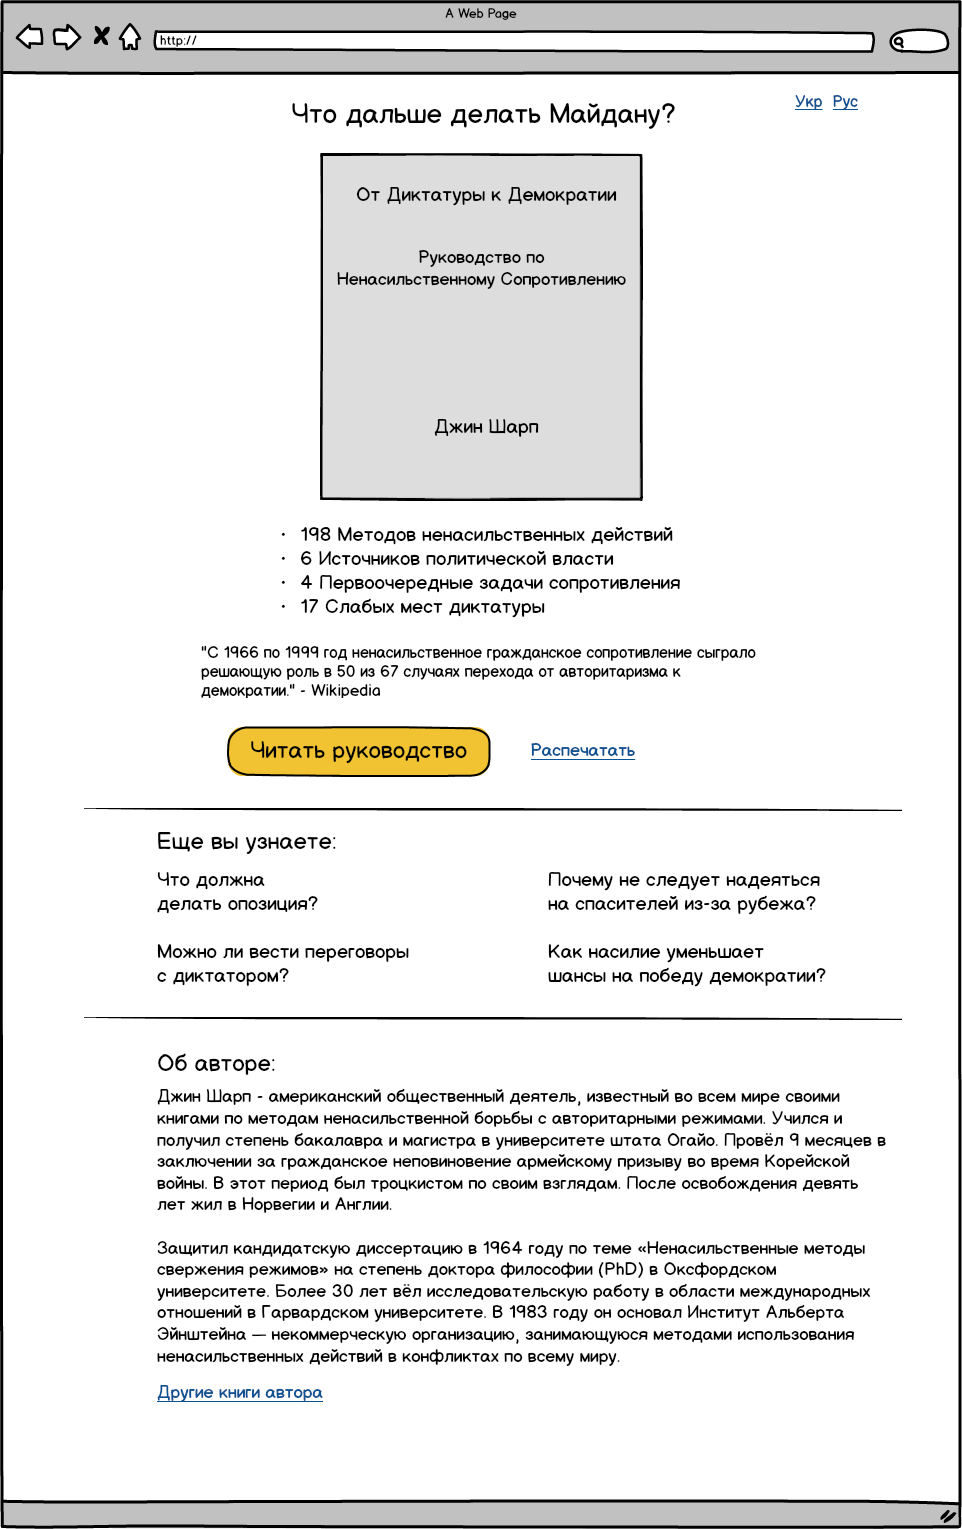 A Web Page
http://
Укр Рус
Что дальше делать Майдану?
От Диктатуры к Демократии
Руководство по
Ненасильственному Сопротивлению
Джин Шарп
• 198 Методов ненасильственных действий
• 6 Источников политической власти
• 4 Первоочередные задачи сопротивления
• 17 Слабых мест диктатуры
"С 1966 по 1999 год ненасильственное гражданское сопротивление сыграло
решающую роль в 50 из 67 случаях перехода от авторитаризма к
демократии." - Wikipedia
Читать руководство
Распечатать
Еще вы узнаете:
Что должна
делать опозиция?
Почему не следует надеяться
на спасителей из-за рубежа?
Можно ли вести переговоры
с диктатором?
Как насилие уменьшает
шансы на победу демократии?
Об авторе:
Джин Шарп - американский общественный деятель, известный во всем мире своими
книгами по методам ненасильственной борьбы с авторитарными режимами. Учился и
получил степень бакалавра и магистра в университете штата Огайо. Провёл 9 месяцев в
заключении за гражданское неповиновение армейскому призыву во время Корейской
войны. В этот период был троцкистом по своим взглядам. После освобождения девять
лет жил в Норвегии и Англии.
Защитил кандидатскую диссертацию в 1964 году по теме «Ненасильственные методы
свержения режимов» на степень доктора философии (PhD) в Оксфордском
университете. Более 30 лет вёл исследовательскую работу в области международных
отношений в Гарвардском университете. В 1983 году он основал Институт Альберта
Эйнштейна — некоммерческую организацию, занимающуюся методами использования
ненасильственных действий в конфликтах по всему миру.
Другие книги автора